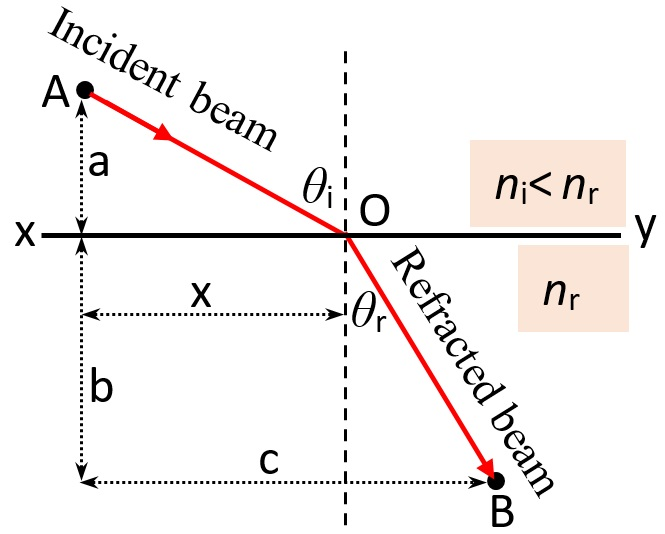 Incident beam
A
a
θi
O
ni< nr
x
y
x
θr
nr
Refracted beam
b
c
B